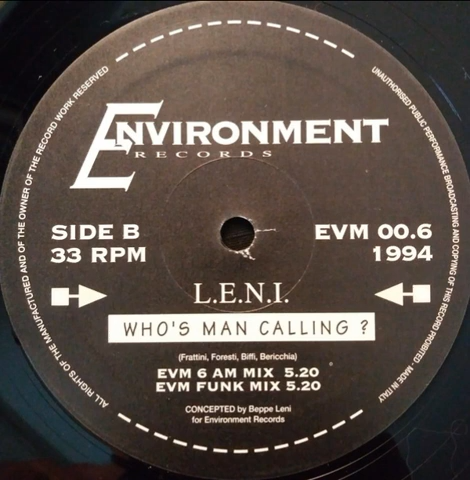 ALL RIGHTS OF THE MANUFACTURED AND OF THE OWNER OF THE RECORD WORK RESERVED
UNAUTHORISED PUBLIC PERFORMANCE BROADCASTING AND COPYING OF THIS RECORD PROHIBITED MADE IN ITALY
ENVIRONMENT
RECORDS
SIDE B
33 RPM
EVM 00.6
1994
L.E.N.I.
WHO'S MAN CALLING ?
(Frattini, Foresti, Biffi, Bericchia)
EVM 6 AM MIX 5.20
EVM FUNK MIX 5.20
CONCEPTED by Beppe Leni
for Environment Records